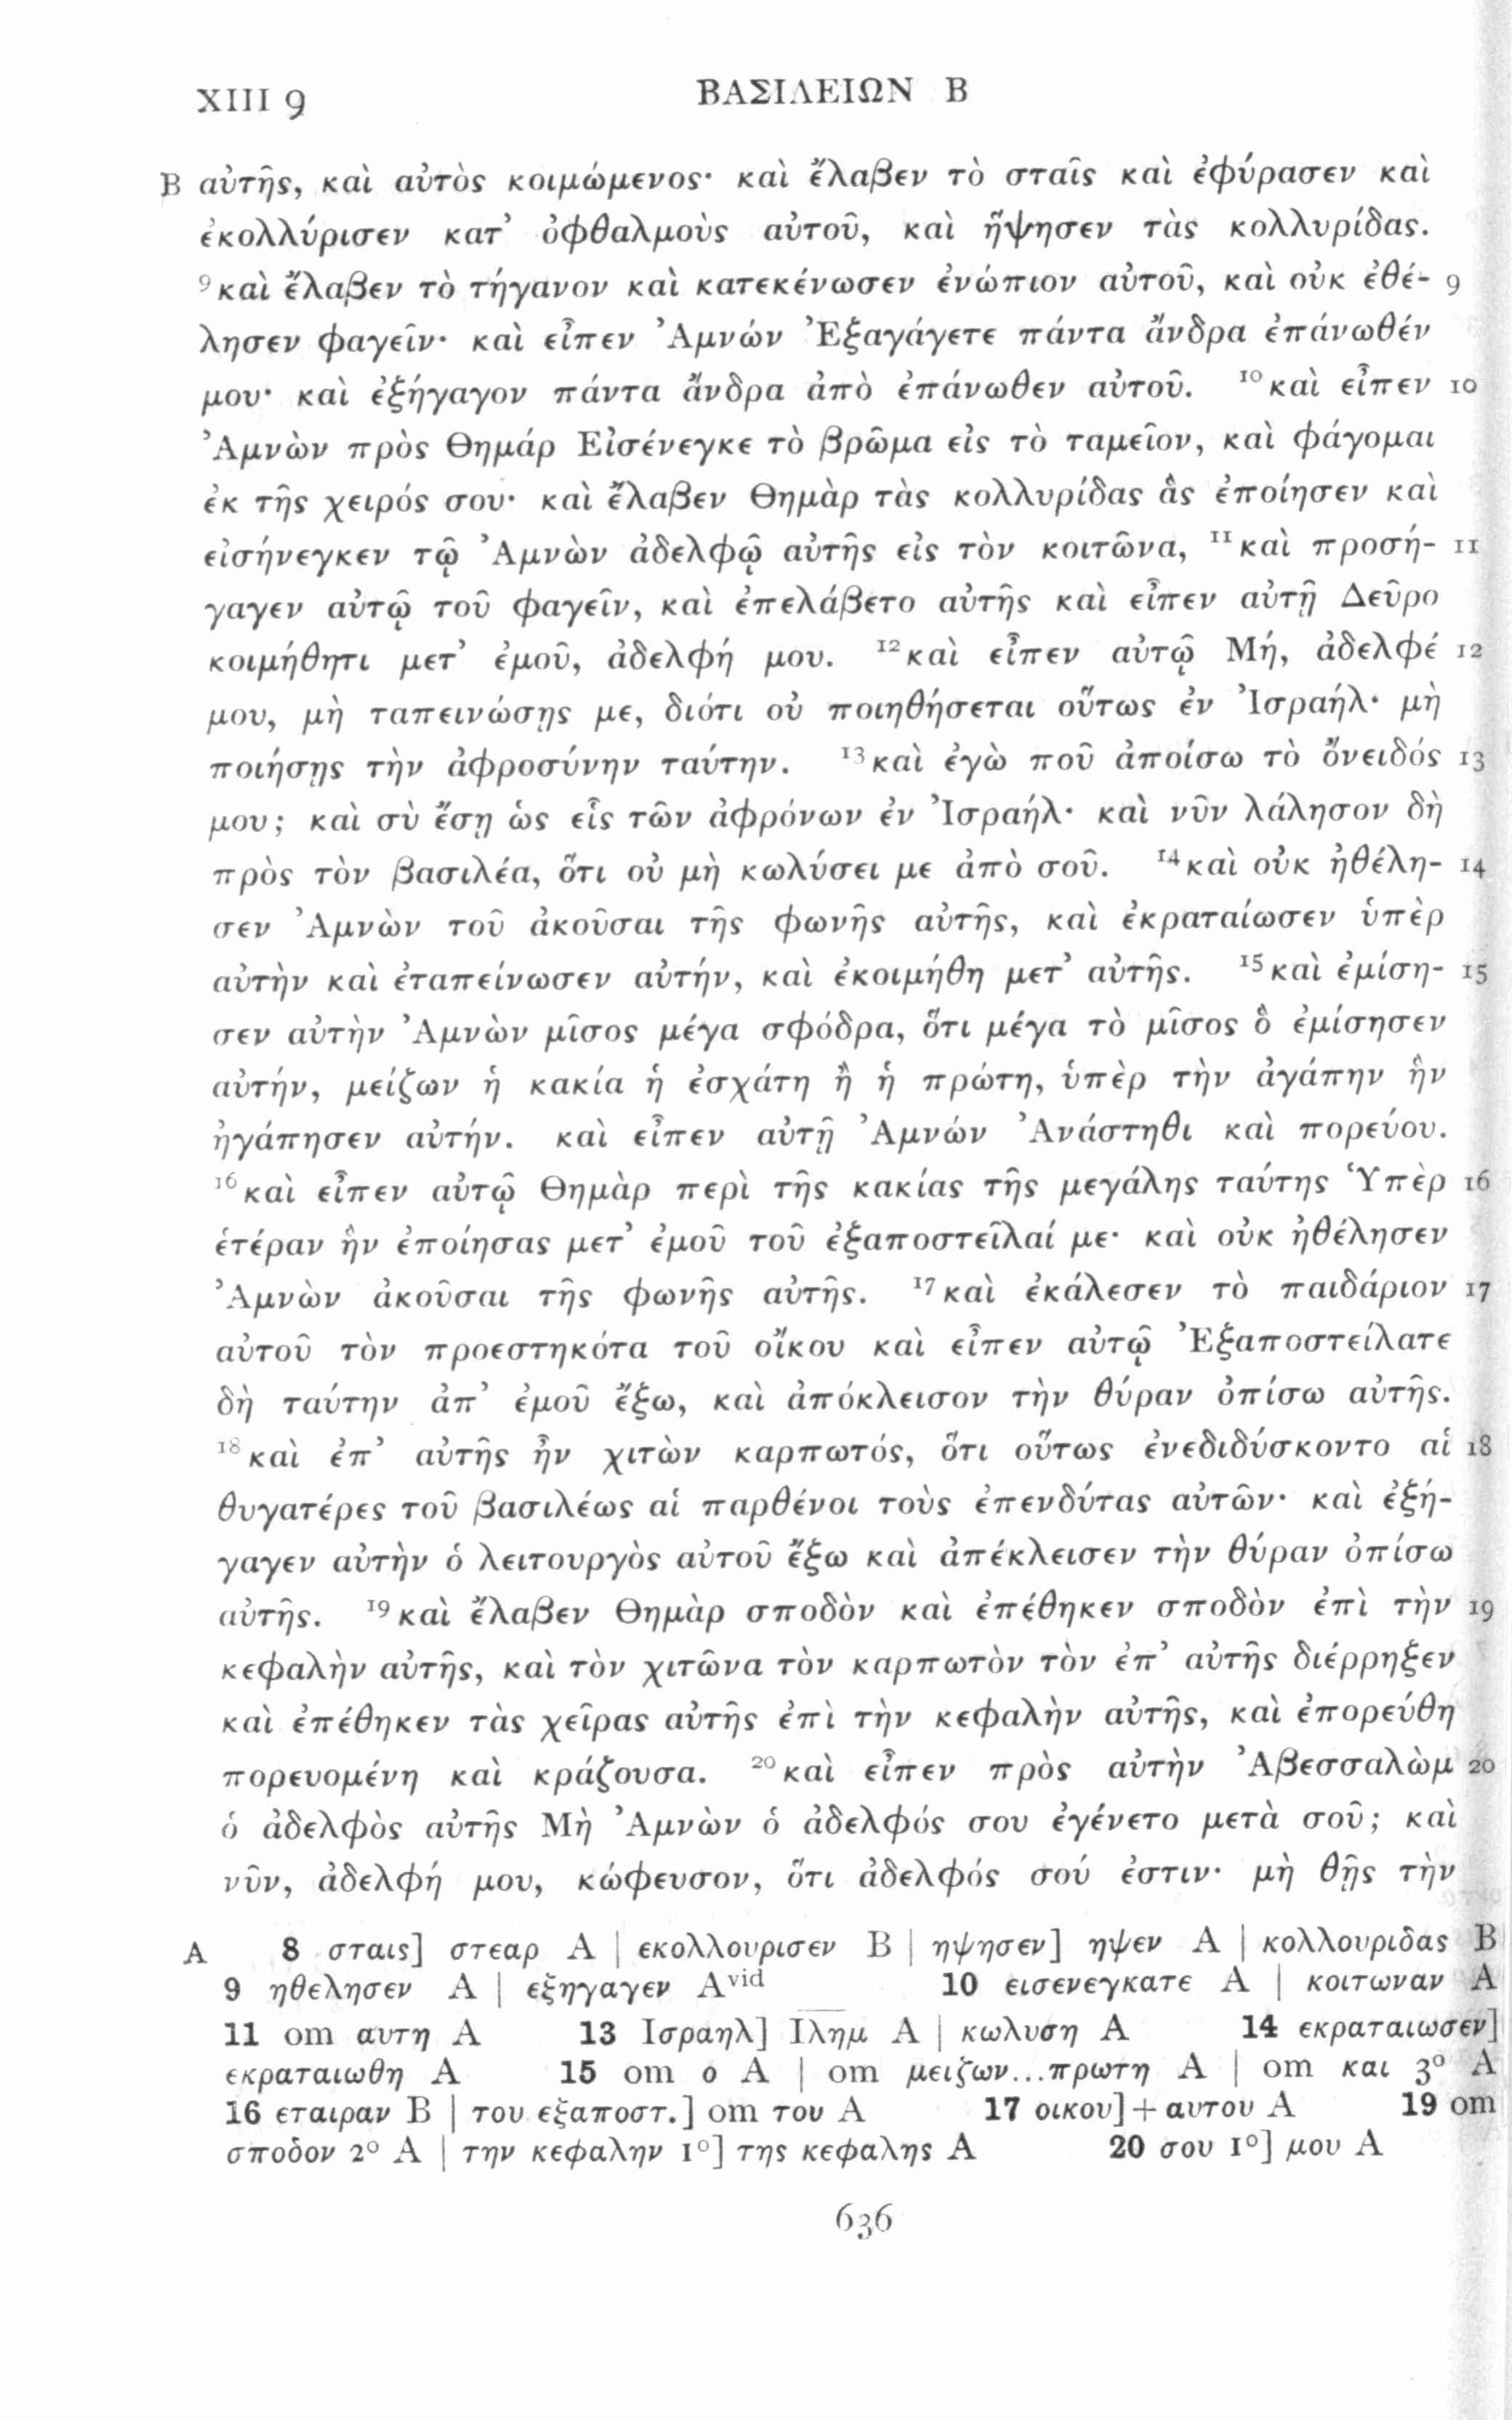 XIII 9 ΒΑΣΙΛΕΙΩΝ Β
B αὐτῆς, καὶ αὐτὸς κοιμώμενος· καὶ ἔλαβεν τὸ σταῖς καὶ ἐφύρασεν καὶ
ἐκολλύρισεν κατ᾽ ὀφθαλμοὺς αὐτοῦ, καὶ ἥψησεν τὰς κολλυρίδας.
⁹καὶ ἔλαβεν τὸ τήγανον καὶ κατεκένωσεν ἐνώπιον αὐτοῦ, καὶ οὐκ ἐθέ- 9
λησεν φαγεῖν· καὶ εἶπεν Ἀμνών Ἐξαγάγετε πάντα ἄνδρα ἐπάνωθέν
μου· καὶ ἐξήγαγον πάντα ἄνδρα ἀπὸ ἐπάνωθεν αὐτοῦ. ¹⁰καὶ εἶπεν 10
Ἀμνὼν πρὸς Θημάρ Εἰσένεγκε τὸ βρῶμα εἰς τὸ ταμεῖον, καὶ φάγομαι
ἐκ τῆς χειρός σου· καὶ ἔλαβεν Θημὰρ τὰς κολλυρίδας ἃς ἐποίησεν καὶ
εἰσήνεγκεν τῷ Ἀμνὼν ἀδελφῷ αὐτῆς εἰς τὸν κοιτῶνα, ¹¹καὶ προσή- 11
γαγεν αὐτῷ τοῦ φαγεῖν, καὶ ἐπελάβετο αὐτῆς καὶ εἶπεν αὐτῇ Δεῦρο
κοιμήθητι μετ᾽ ἐμοῦ, ἀδελφή μου. ¹²καὶ εἶπεν αὐτῷ Μή, ἀδελφέ 12
μου, μὴ ταπεινώσῃς με, διότι οὐ ποιηθήσεται οὕτως ἐν Ἰσραήλ· μὴ
ποιήσῃς τὴν ἀφροσύνην ταύτην. ¹³καὶ ἐγὼ ποῦ ἀποίσω τὸ ὄνειδός 13
μου; καὶ σὺ ἔσῃ ὡς εἷς τῶν ἀφρόνων ἐν Ἰσραήλ· καὶ νῦν λάλησον δὴ
πρὸς τὸν βασιλέα, ὅτι οὐ μὴ κωλύσει με ἀπὸ σοῦ. ¹⁴καὶ οὐκ ἠθέλη- 14
σεν Ἀμνὼν τοῦ ἀκοῦσαι τῆς φωνῆς αὐτῆς, καὶ ἐκραταίωσεν ὑπὲρ
αὐτὴν καὶ ἐταπείνωσεν αὐτήν, καὶ ἐκοιμήθη μετ᾽ αὐτῆς. ¹⁵καὶ ἐμίση- 15
σεν αὐτὴν Ἀμνὼν μῖσος μέγα σφόδρα, ὅτι μέγα τὸ μῖσος ὃ ἐμίσησεν
αὐτήν, μείζων ἡ κακία ἡ ἐσχάτη ἢ ἡ πρώτη, ὑπὲρ τὴν ἀγάπην ἣν
ἠγάπησεν αὐτήν. καὶ εἶπεν αὐτῇ Ἀμνών Ἀνάστηθι καὶ πορεύου.
¹⁶καὶ εἶπεν αὐτῷ Θημὰρ περὶ τῆς κακίας τῆς μεγάλης ταύτης Ὑπὲρ 16
ἑτέραν ἣν ἐποίησας μετ᾽ ἐμοῦ τοῦ ἐξαποστεῖλαί με· καὶ οὐκ ἠθέλησεν
Ἀμνὼν ἀκοῦσαι τῆς φωνῆς αὐτῆς. ¹⁷καὶ ἐκάλεσεν τὸ παιδάριον 17
αὐτοῦ τὸν προεστηκότα τοῦ οἴκου καὶ εἶπεν αὐτῷ Ἐξαποστείλατε
δὴ ταύτην ἀπ᾽ ἐμοῦ ἔξω, καὶ ἀπόκλεισον τὴν θύραν ὀπίσω αὐτῆς.
¹⁸καὶ ἐπ᾽ αὐτῆς ἦν χιτὼν καρπωτός, ὅτι οὕτως ἐνεδιδύσκοντο αἱ 18
θυγατέρες τοῦ βασιλέως αἱ παρθένοι τοὺς ἐπενδύτας αὐτῶν· καὶ ἐξή-
γαγεν αὐτὴν ὁ λειτουργὸς αὐτοῦ ἔξω καὶ ἀπέκλεισεν τὴν θύραν ὀπίσω
αὐτῆς. ¹⁹καὶ ἔλαβεν Θημὰρ σποδὸν καὶ ἐπέθηκεν σποδὸν ἐπὶ τὴν 19
κεφαλὴν αὐτῆς, καὶ τὸν χιτῶνα τὸν καρπωτὸν τὸν ἐπ᾽ αὐτῆς διέρρηξεν
καὶ ἐπέθηκεν τὰς χεῖρας αὐτῆς ἐπὶ τὴν κεφαλὴν αὐτῆς, καὶ ἐπορεύθη
πορευομένη καὶ κράζουσα. ²⁰καὶ εἶπεν πρὸς αὐτὴν Ἀβεσσαλὼμ 20
ὁ ἀδελφὸς αὐτῆς Μὴ Ἀμνὼν ὁ ἀδελφός σου ἐγένετο μετὰ σοῦ; καὶ
νῦν, ἀδελφή μου, κώφευσον, ὅτι ἀδελφός σού ἐστιν· μὴ θῇς τὴν
A 8 σταις] στεαρ A | εκολλουρισεν B | ηψησεν] ηψεν A | κολλουριδας B
9 ηθελησεν A | εξηγαγεν Aᵛⁱᵈ 10 εισενεγκατε A | κοιτωναν A
11 om αυτη A 13 Ισραηλ] Ι̅λ̅η̅μ̅ A | κωλυση A 14 εκραταιωσεν]
εκραταιωθη A 15 om ο A | om μειζων...πρωτη A | om και 3º A
16 εταιραν B | του εξαποστ.] om του A 17 οικου]+αυτου A 19 om
σποδον 2º A | την κεφαλην 1º] της κεφαλης A 20 σου 1º] μου A
636